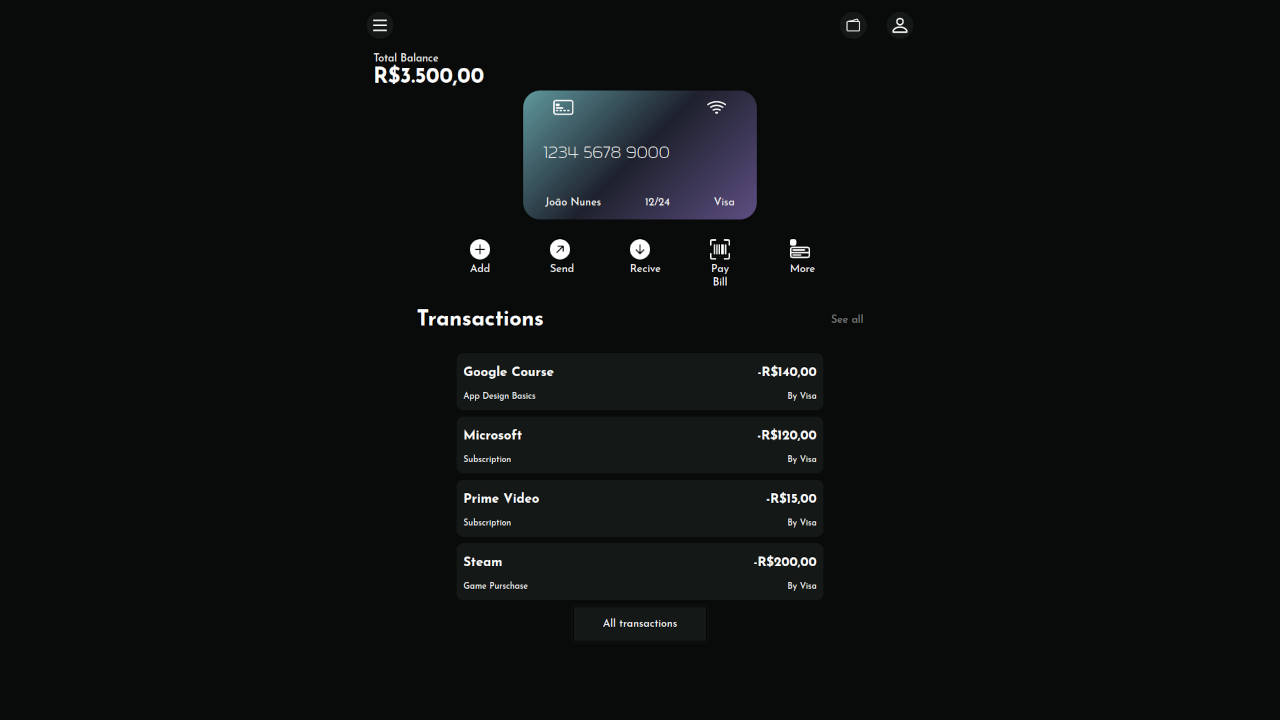 Total Balance
R$3.500,00
1234 5678 9000
João Nunes 12/24 Visa
Add Send Recive Pay Bill More
Transactions See all
Google Course -R$140,00
App Design Basics By Visa
Microsoft -R$120,00
Subscription By Visa
Prime Video -R$15,00
Subscription By Visa
Steam -R$200,00
Game Purschase By Visa
All transactions